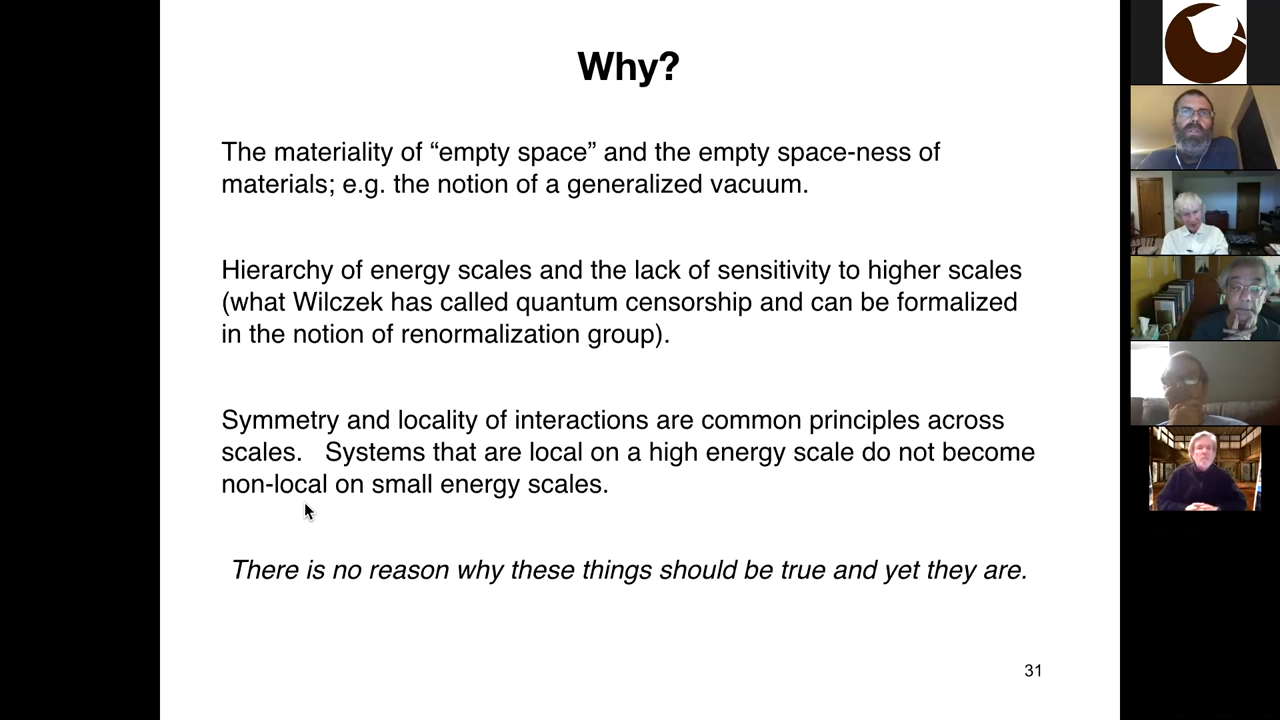 Why?
The materiality of “empty space” and the empty space-ness of
materials; e.g. the notion of a generalized vacuum.
Hierarchy of energy scales and the lack of sensitivity to higher scales
(what Wilczek has called quantum censorship and can be formalized
in the notion of renormalization group).
Symmetry and locality of interactions are common principles across
scales. Systems that are local on a high energy scale do not become
non-local on small energy scales.
There is no reason why these things should be true and yet they are.
31